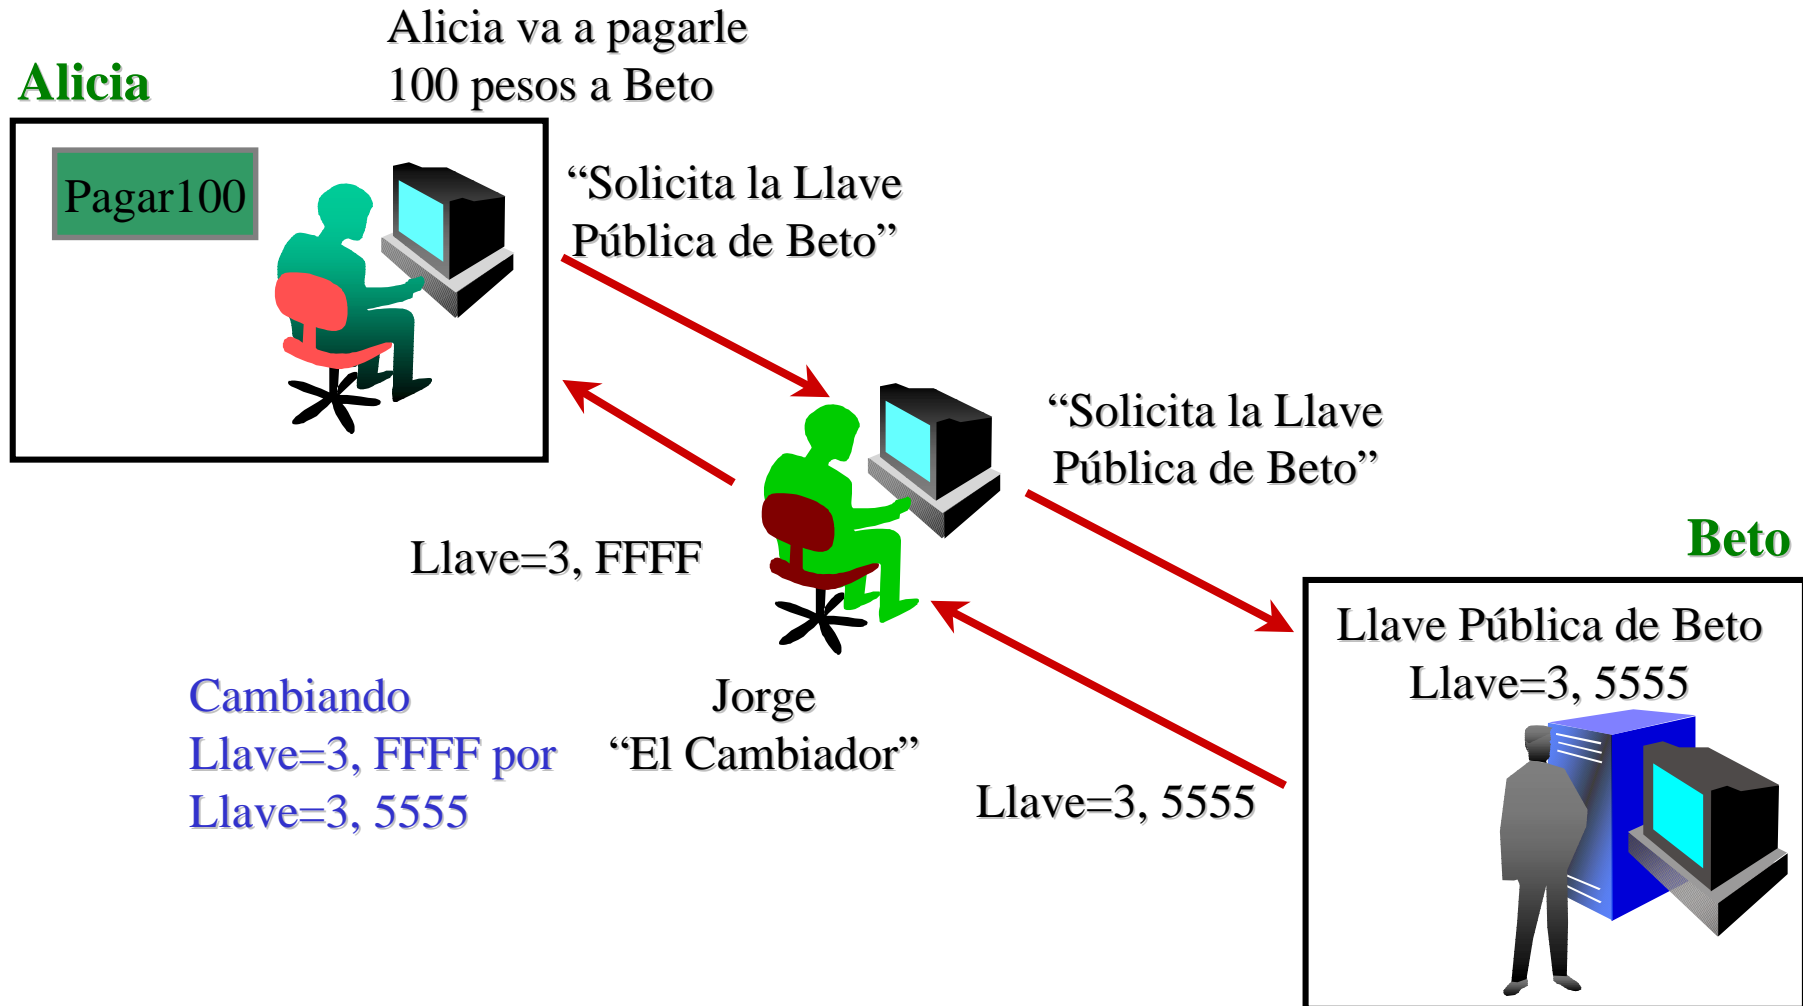 Alicia va a pagarle
100 pesos a Beto
Alicia
Pagar100
“Solicita la Llave
Pública de Beto”
“Solicita la Llave
Pública de Beto”
Llave=3, FFFF
Beto
Llave Pública de Beto
Llave=3, 5555
Cambiando
Llave=3, FFFF por
Llave=3, 5555
Jorge
“El Cambiador”
Llave=3, 5555